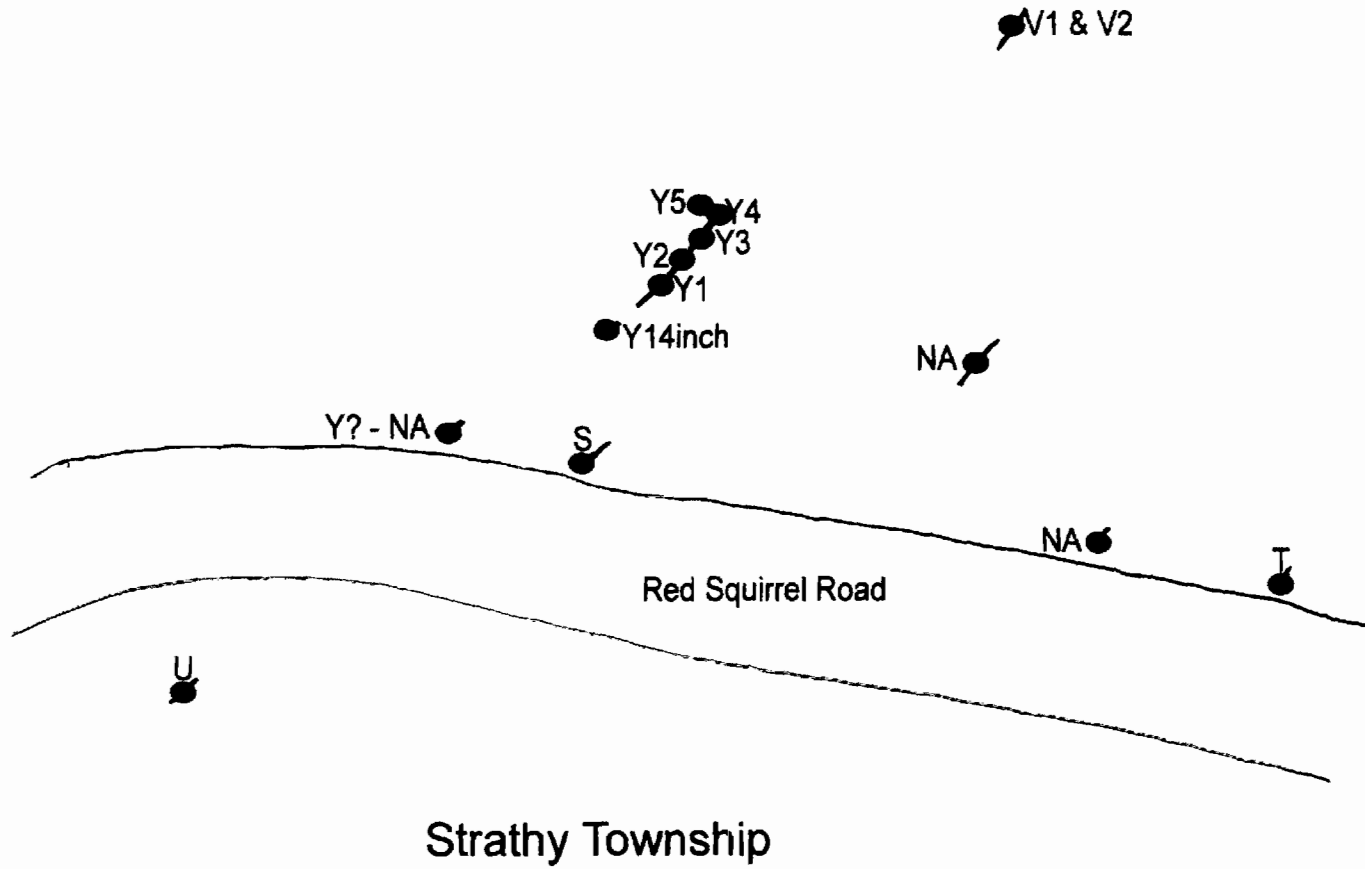 V1 & V2
Y5
Y4
Y3
Y2
Y1
Y14inch
NA
Y? - NA
S
NA
T
Red Squirrel Road
U
Strathy Township